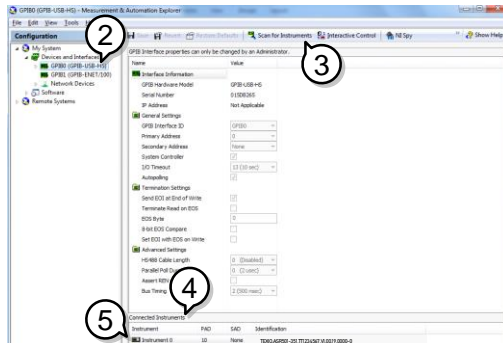 GPIB0 (GPIB-USB-HS) - Measurement & Automation Explorer
File Edit View Tools Help
Configuration
2
Save Revert Restore Defaults Scan for Instruments Interactive Control NI Spy Show Help
3
My System
Devices and Interfaces
GPIB0 (GPIB-USB-HS)
GPIB1 (GPIB-ENET/100)
Network Devices
Software
Remote Systems
GPIB Interface properties can only be changed by an Administrator.
Name Value
Interface Information
GPIB Hardware Model GPIB-USB-HS
Serial Number 015DB265
IP Address Not Applicable
General Settings
GPIB Interface ID GPIB0
Primary Address 0
Secondary Address None
System Controller
I/O Timeout 13 (10 sec)
Autopolling
Termination Settings
Send EOI at End of Write
Terminate Read on EOS
EOS Byte 0
8 bit EOS Compare
Set EOI with EOS on Write
Advanced Settings
HS488 Cable Length 0 (Disabled)
Parallel Poll 0 (2 usec)
Assert REN
Bus Timing 2 (500 nsec)
4
Connected Instruments
5
Instrument PAD SAD Identification
Instrument 0 10 None